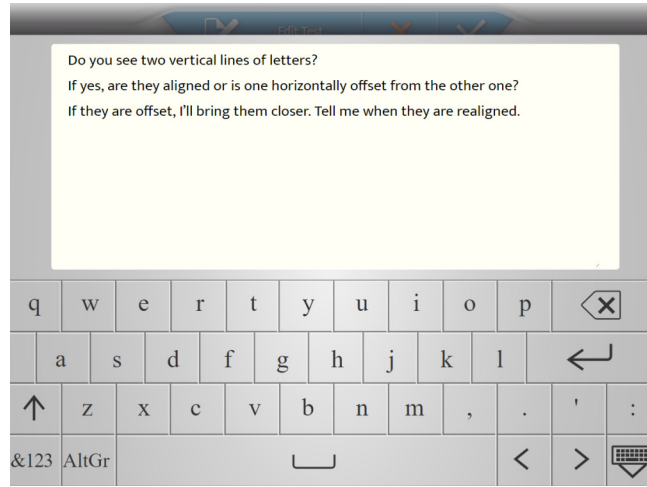 Edit Test
Do you see two vertical lines of letters?
If yes, are they aligned or is one horizontally offset from the other one?
If they are offset, I'll bring them closer. Tell me when they are realigned.
q w e r t y u i o p
a s d f g h j k l
z x c v b n m , . ' :
&123 AltGr < >